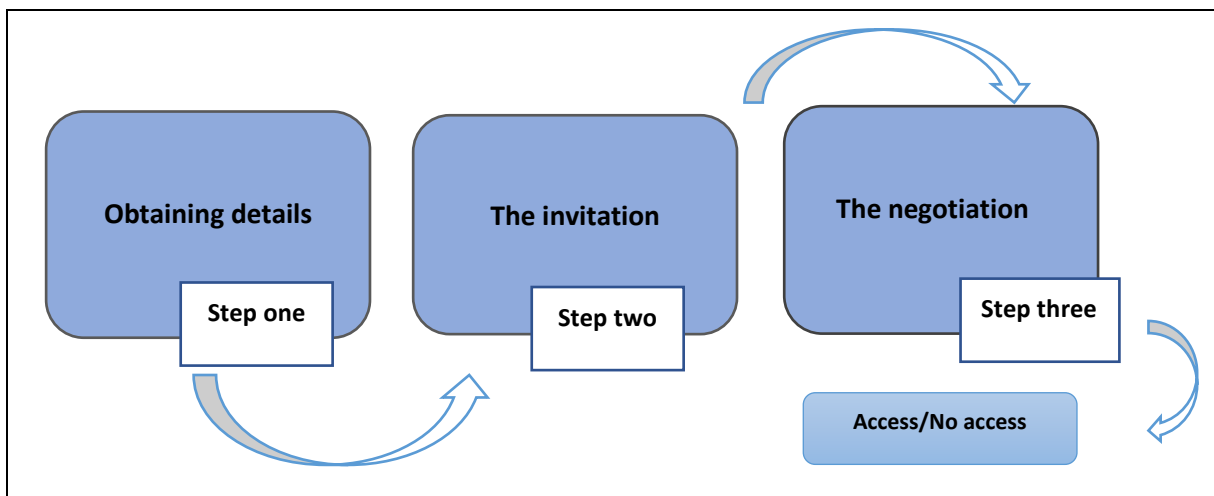 Obtaining details
Step one
The invitation
Step two
The negotiation
Step three
Access/No access